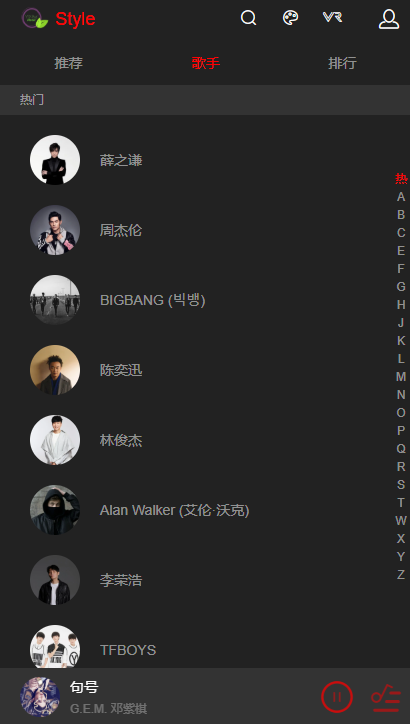 Style
VR
推荐 歌手 排行
热门
薛之谦
周杰伦
BIGBANG (빅뱅)
陈奕迅
林俊杰
Alan Walker (艾伦·沃克)
李荣浩
TFBOYS
热
A
B
C
E
F
G
H
J
K
L
M
N
O
P
Q
R
S
T
W
X
Y
Z
句号
G.E.M. 邓紫棋